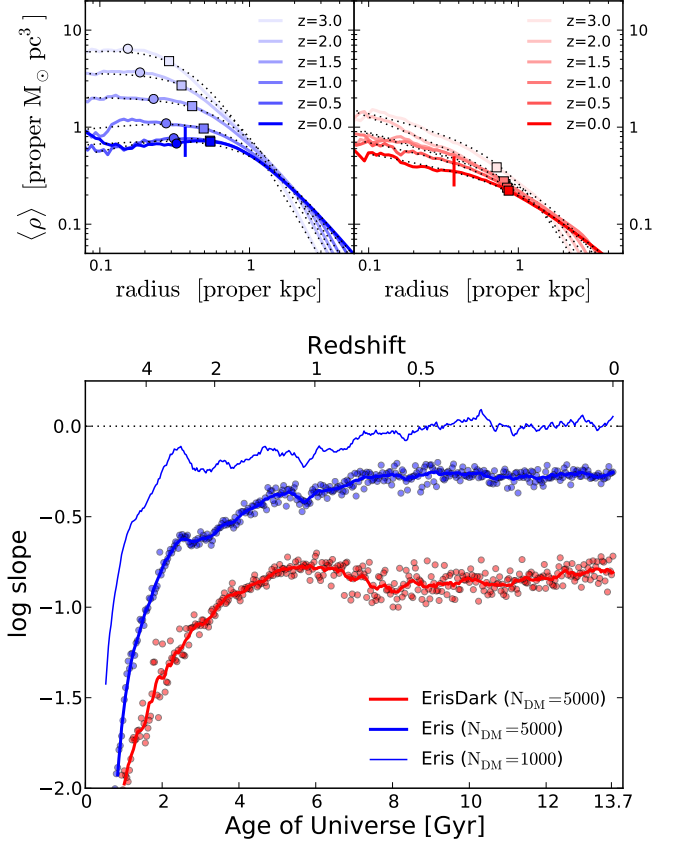 10
1
0.1
⟨ρ⟩ [proper M⊙ pc³]
z=3.0
z=2.0
z=1.5
z=1.0
z=0.5
z=0.0
z=3.0
z=2.0
z=1.5
z=1.0
z=0.5
z=0.0
10
1
0.1
0.1 1
0.1 1
radius [proper kpc]
radius [proper kpc]
Redshift
4 2 1 0.5 0
0.0
−0.5
−1.0
−1.5
−2.0
log slope
ErisDark (N_DM=5000)
Eris (N_DM=5000)
Eris (N_DM=1000)
0 2 4 6 8 10 12 13.7
Age of Universe [Gyr]